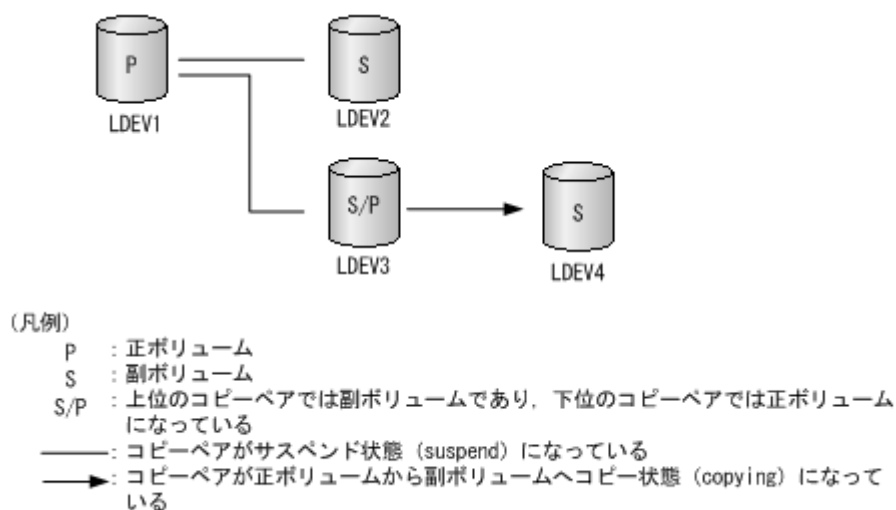 P
S
LDEV1
LDEV2
S/P
S
LDEV3
LDEV4
(凡例)
P :正ボリューム
S :副ボリューム
S/P :上位のコピーペアでは副ボリュームであり,下位のコピーペアでは正ボリューム
になっている
:コピーペアがサスペンド状態(suspend)になっている
:コピーペアが正ボリュームから副ボリュームへコピー状態(copying)になって
いる